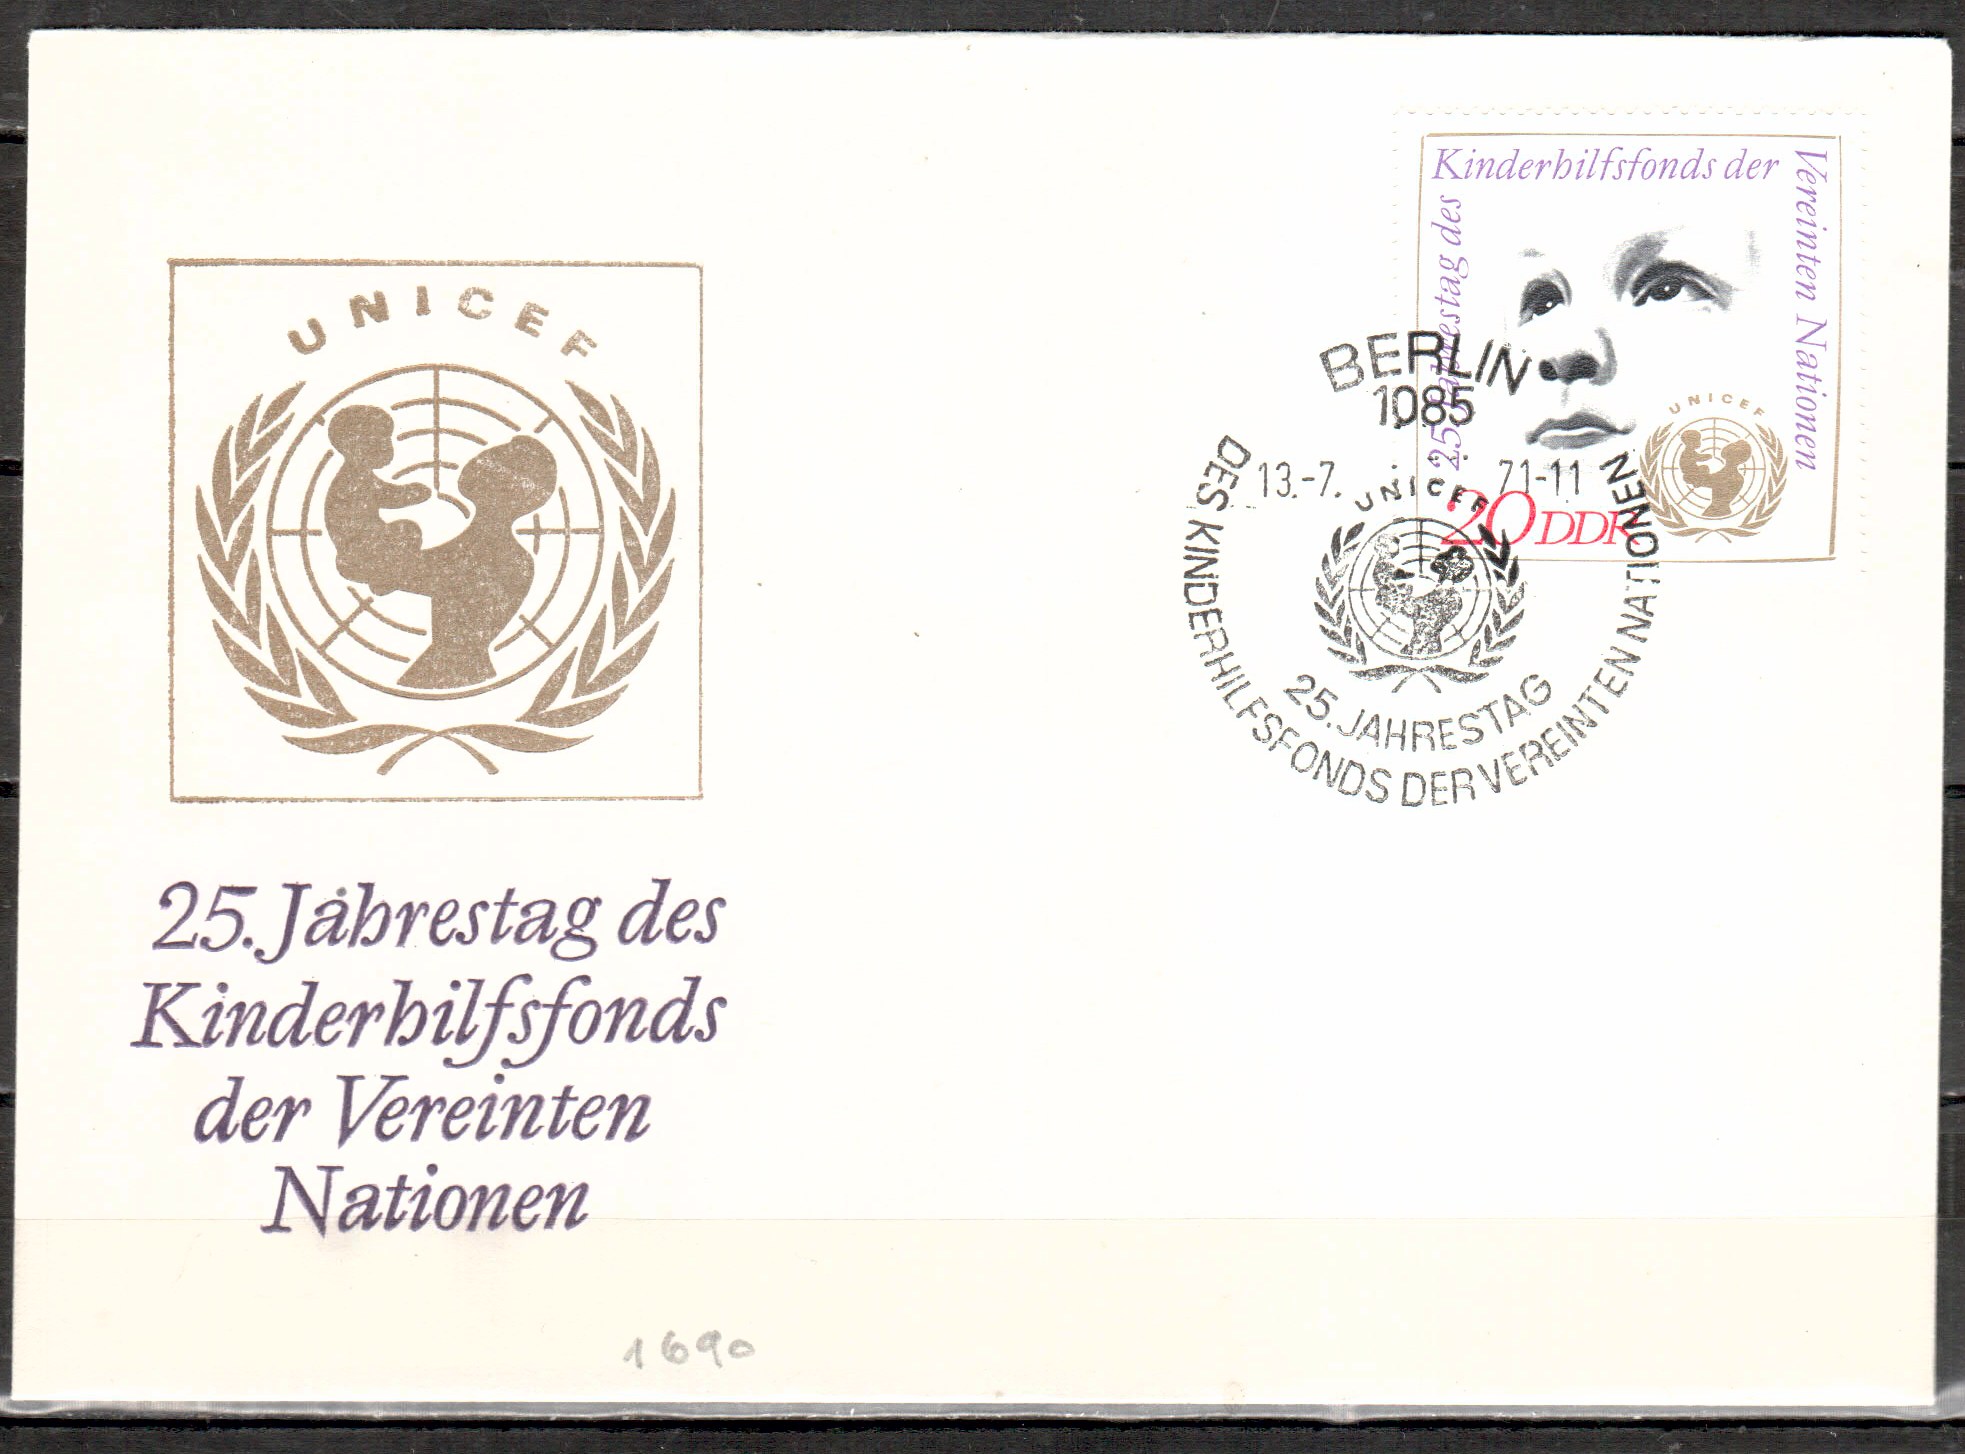 UNICEF
25. Jahrestag des
Kinderhilfsfonds
der Vereinten
Nationen
25. Jahrestag des
Kinderhilfsfonds der
Vereinten Nationen
UNICEF
20 DDR
BERLIN
1085
13.-7. 71-11
UNICEF
25. JAHRESTAG
DES KINDERHILFSFONDS DER VEREINTEN NATIONEN
1690